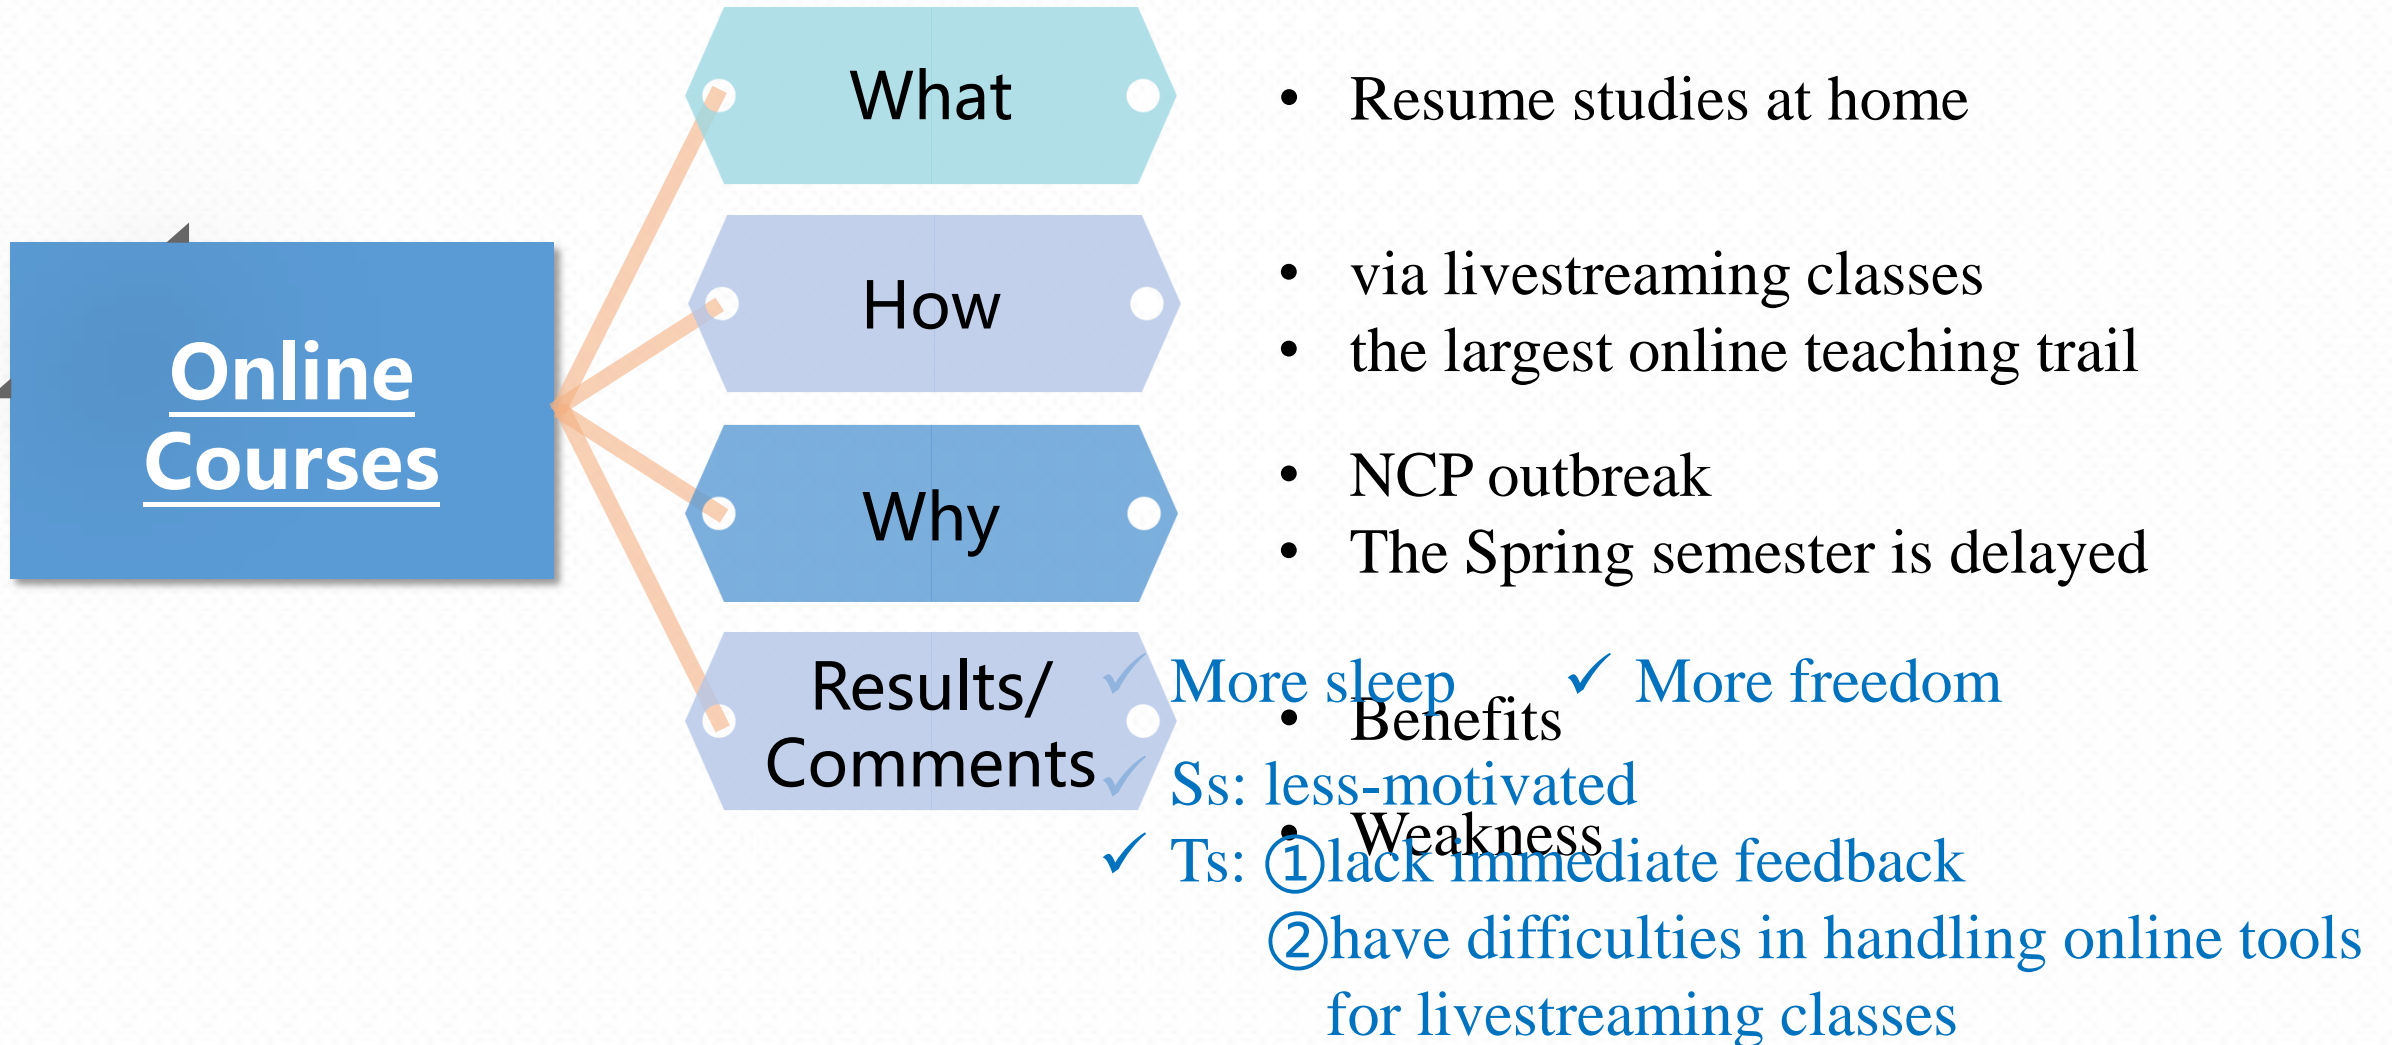 Online
Courses
What
• Resume studies at home
How
• via livestreaming classes
• the largest online teaching trail
Why
• NCP outbreak
• The Spring semester is delayed
Results/
Comments
✓ More sleep ✓ More freedom
• Benefits
✓ Ss: less-motivated
• Weakness
✓ Ts: ①lack immediate feedback
②have difficulties in handling online tools
for livestreaming classes